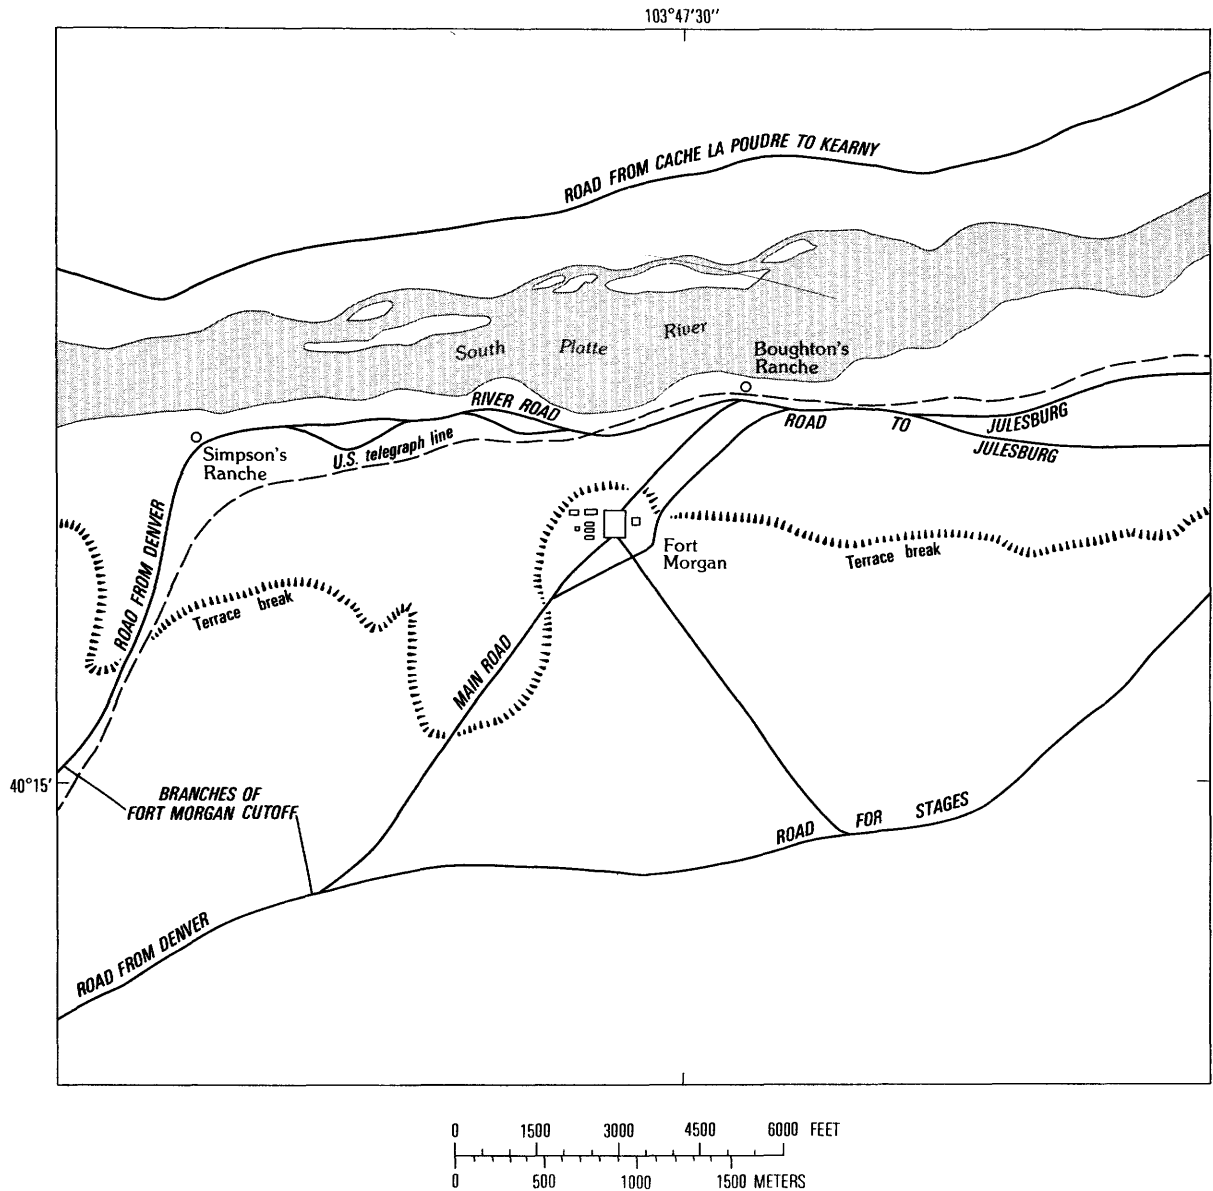 103°47'30"
ROAD FROM CACHE LA POUDRE TO KEARNY
South Platte River
Boughton's
Ranche
RIVER ROAD
ROAD TO JULESBURG
JULESBURG
U.S. telegraph line
Simpson's
Ranche
ROAD FROM DENVER
Fort
Morgan
Terrace break
Terrace break
MAIN ROAD
40°15'
BRANCHES OF
FORT MORGAN CUTOFF
ROAD FOR STAGES
ROAD FROM DENVER
0 1500 3000 4500 6000 FEET
0 500 1000 1500 METERS